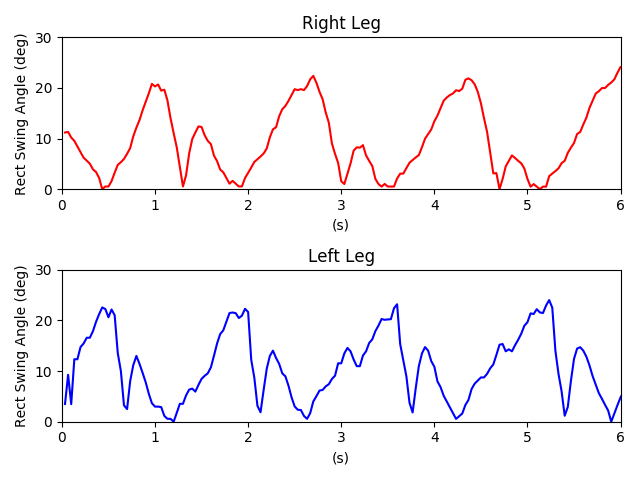 Right Leg
Rect Swing Angle (deg)
30
20
10
0
0 1 2 3 4 5 6
(s)
Left Leg
Rect Swing Angle (deg)
30
20
10
0
0 1 2 3 4 5 6
(s)